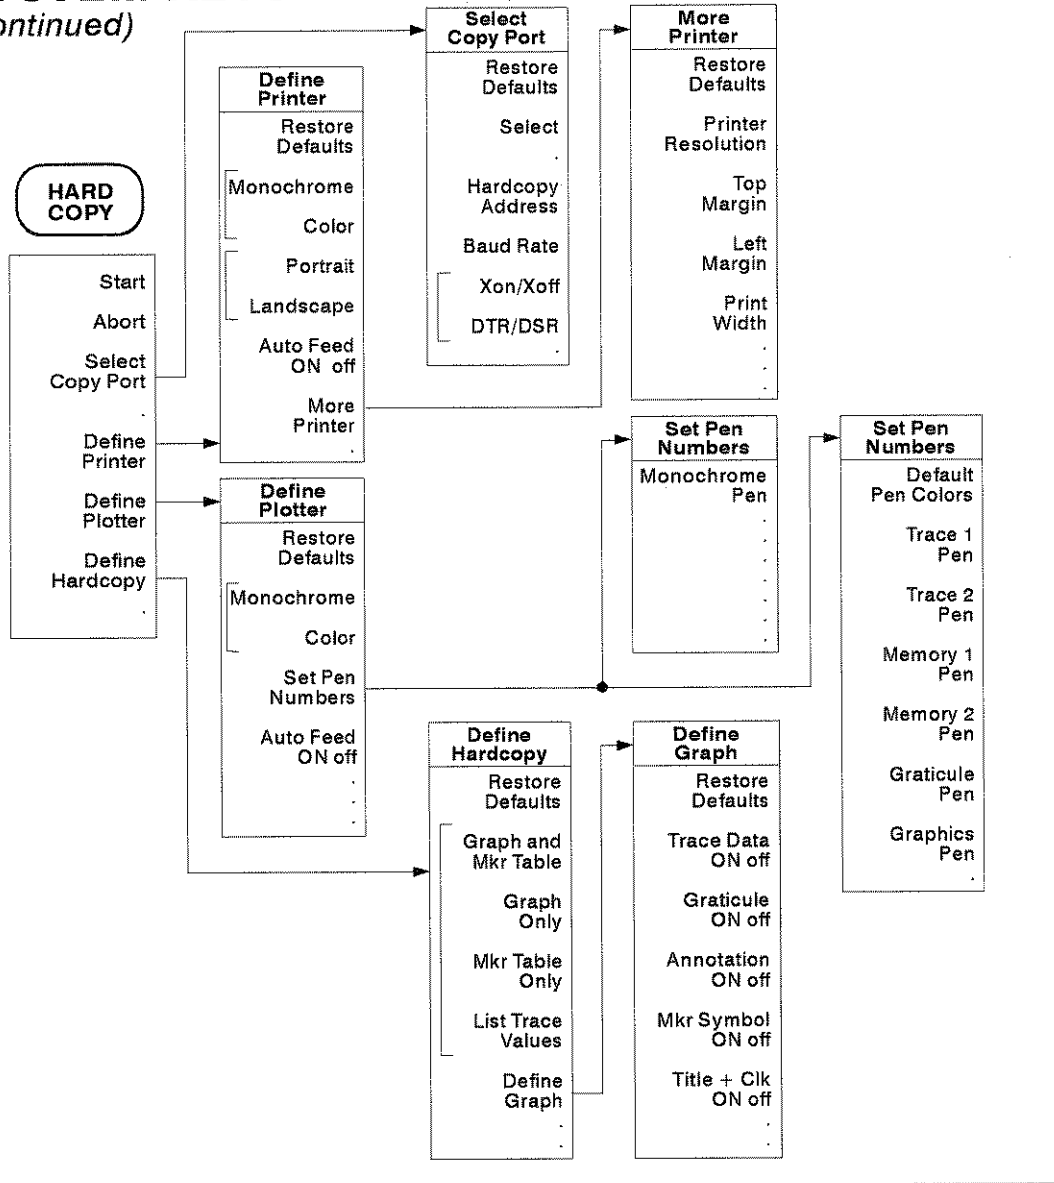 ontinued)
HARD
COPY
Start
Abort
Select
Copy Port
.
Define
Printer
Define
Plotter
Define
Hardcopy
.
Define
Printer
Restore
Defaults
Monochrome
Color
Portrait
Landscape
Auto Feed
ON off
More
Printer
.
Define
Plotter
Restore
Defaults
Monochrome
Color
Set Pen
Numbers
Auto Feed
ON off
.
.
.
Select
Copy Port
Restore
Defaults
Select
.
Hardcopy
Address
Baud Rate
Xon/Xoff
DTR/DSR
.
More
Printer
Restore
Defaults
Printer
Resolution
Top
Margin
Left
Margin
Print
Width
.
.
.
Set Pen
Numbers
Monochrome
Pen
.
.
.
.
.
.
.
Set Pen
Numbers
Default
Pen Colors
Trace 1
Pen
Trace 2
Pen
Memory 1
Pen
Memory 2
Pen
Graticule
Pen
Graphics
Pen
.
Define
Hardcopy
Restore
Defaults
Graph and
Mkr Table
Graph
Only
Mkr Table
Only
List Trace
Values
Define
Graph
.
.
Define
Graph
Restore
Defaults
Trace Data
ON off
Graticule
ON off
Annotation
ON off
Mkr Symbol
ON off
Title + Clk
ON off
.
.